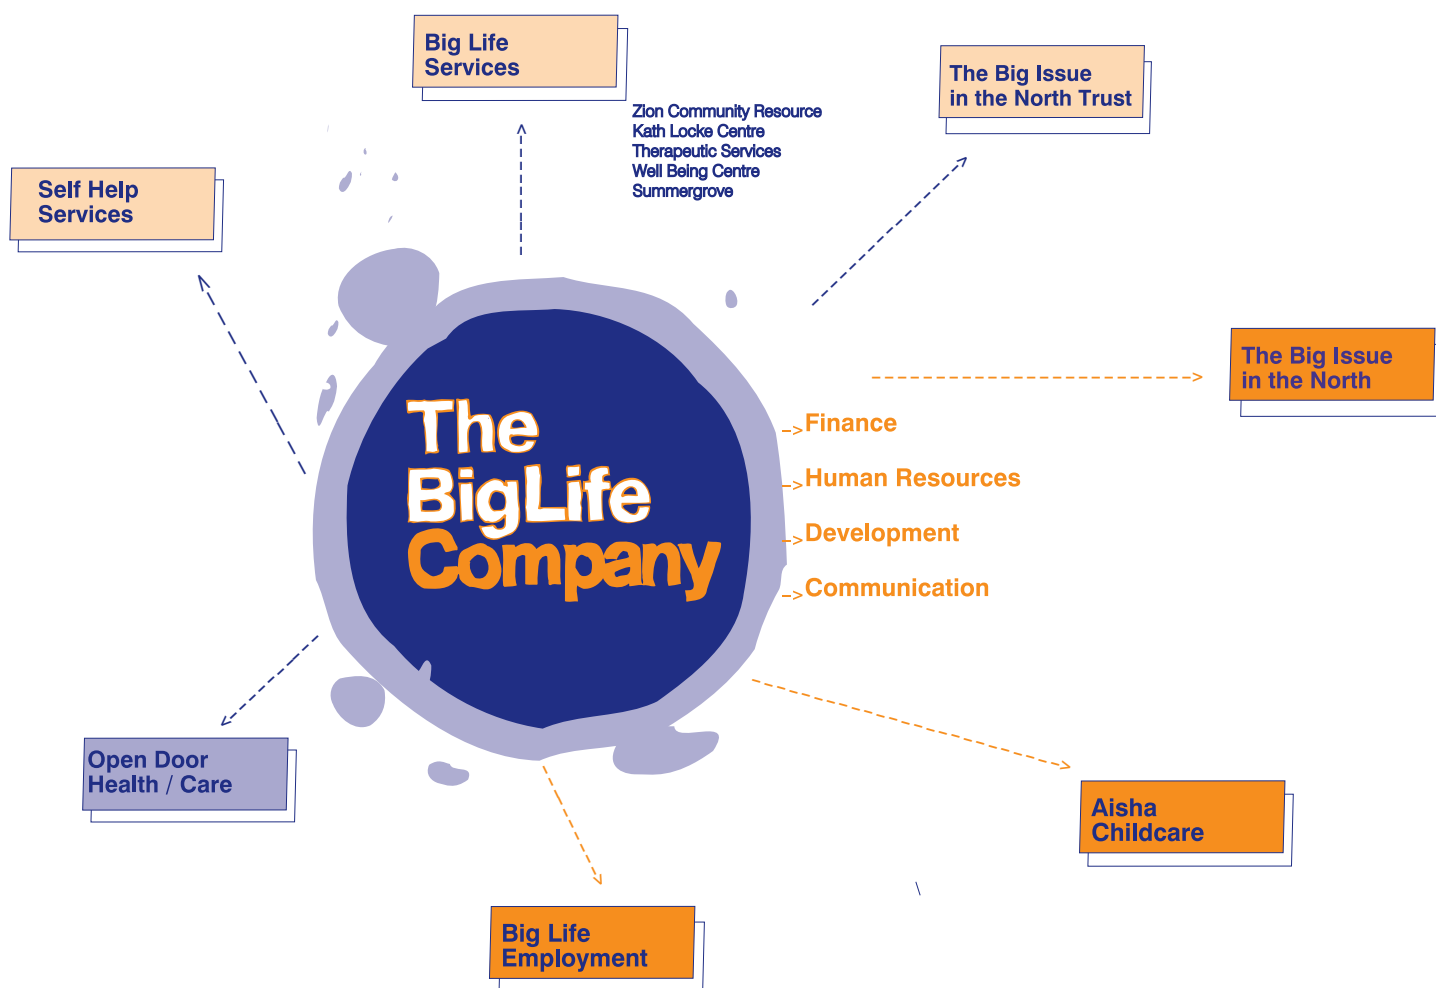 Big Life
Services
The Big Issue
in the North Trust
Zion Community Resource
Kath Locke Centre
Therapeutic Services
Well Being Centre
Summergrove
Self Help
Services
The Big Issue
in the North
The
BigLife
Company
Finance
Human Resources
Development
Communication
Open Door
Health / Care
Aisha
Childcare
Big Life
Employment